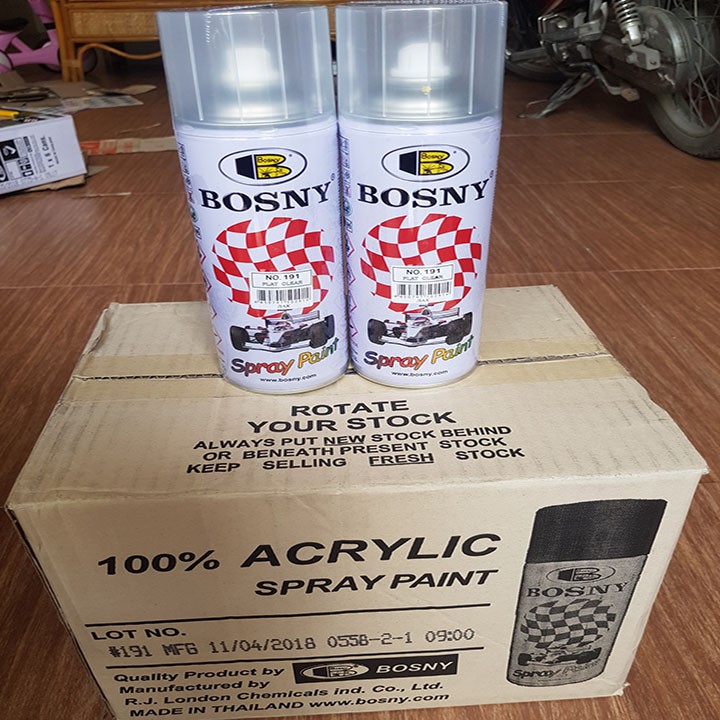 Bosny
BOSNY®
NO. 191
FLAT CLEAR
Spray Paint
www.bosny.com
Bosny
BOSNY®
NO. 191
FLAT CLEAR
Spray Paint
www.bosny.com
ROTATE
YOUR STOCK
ALWAYS PUT NEW STOCK BEHIND
OR BENEATH PRESENT STOCK
KEEP SELLING FRESH STOCK
100% ACRYLIC
SPRAY PAINT
LOT NO.
#191 MFG 11/04/2018 0558-2-1 09:00
Quality Product by BOSNY
Manufactured by
R.J. London Chemicals Ind. Co., Ltd.
MADE IN THAILAND www.bosny.com
BOSNY
Spray Paint